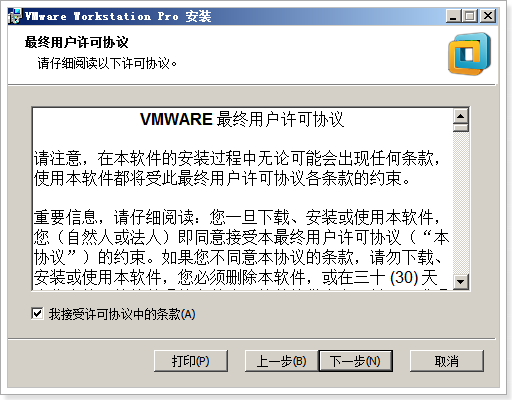 VMware Workstation Pro 安装
最终用户许可协议
请仔细阅读以下许可协议。
VMWARE 最终用户许可协议
请注意，在本软件的安装过程中无论可能会出现任何条款，
使用本软件都将受此最终用户许可协议各条款的约束。
重要信息，请仔细阅读：您一旦下载、安装或使用本软件，
您（自然人或法人）即同意接受本最终用户许可协议（“本
协议”）的约束。如果您不同意本协议的条款，请勿下载、
安装或使用本软件，您必须删除本软件，或在三十 (30) 天
我接受许可协议中的条款(A)
打印(P)
上一步(B)
下一步(N)
取消